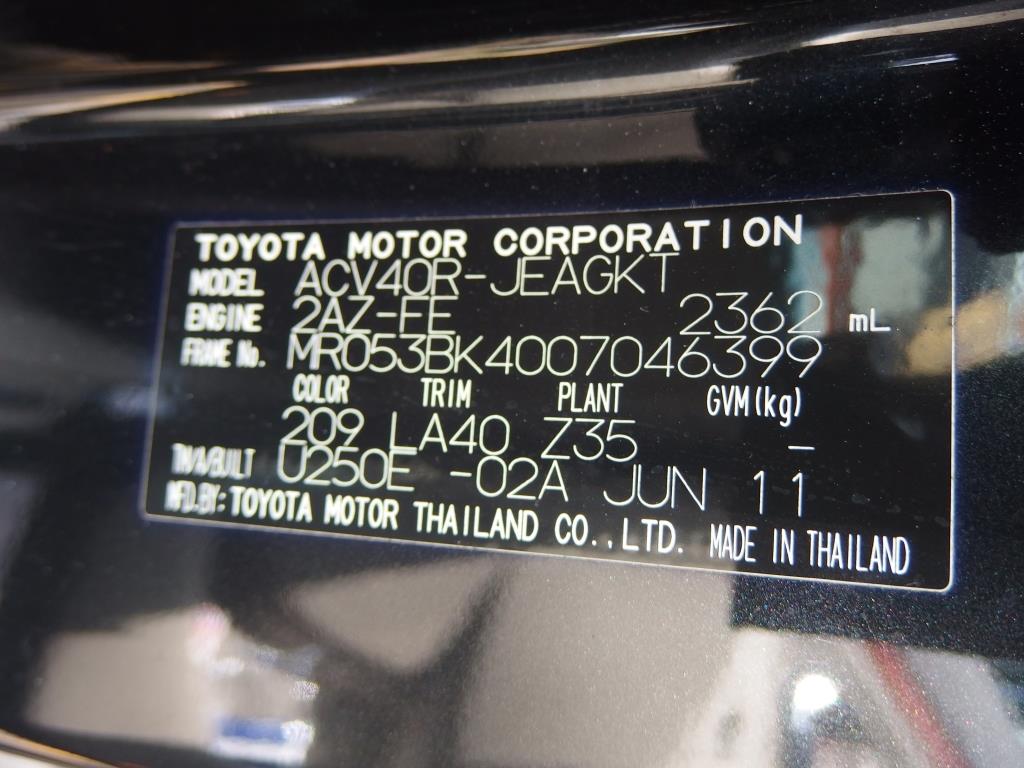 TOYOTA MOTOR CORPORATION
MODEL ACV40R-JEAGKT
ENGINE 2AZ-FE 2362 mL
FRAME No. MR053BK4007046399
COLOR TRIM PLANT GVM(kg)
209 LA40 Z35 –
T/M/A/BUILT U250E -02A JUN 11
MFD.BY: TOYOTA MOTOR THAILAND CO.,LTD. MADE IN THAILAND